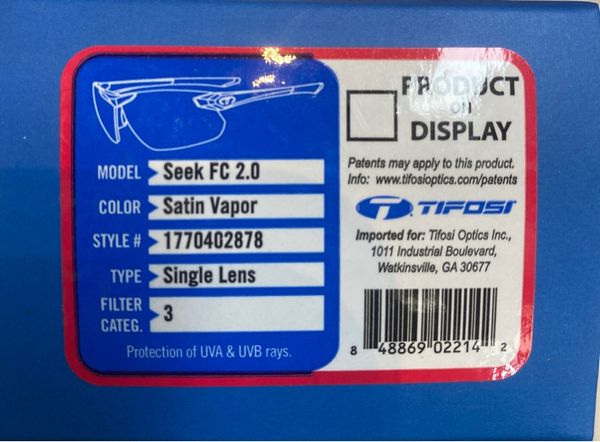 MODEL Seek FC 2.0
COLOR Satin Vapor
STYLE # 1770402878
TYPE Single Lens
FILTER CATEG. 3
Protection of UVA & UVB rays.
PRODUCT
ON
DISPLAY
Patents may apply to this product.
Info: www.tifosioptics.com/patents
TIFOSI
Imported for: Tifosi Optics Inc.,
1011 Industrial Boulevard,
Watkinsville, GA 30677
8 48869 02214 2